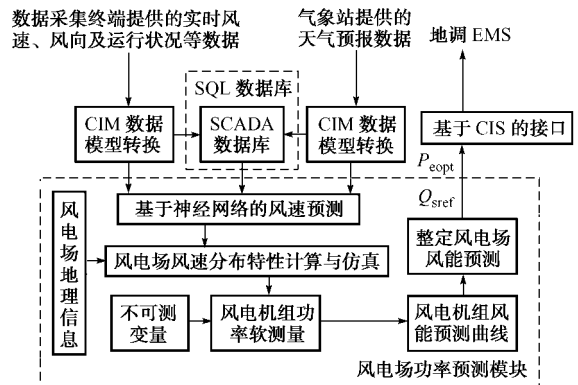 数据采集终端提供的实时风
速、风向及运行状况等数据
气象站提供的
天气预报数据
地调 EMS
SQL 数据库
CIM 数据
模型转换
SCADA
数据库
CIM 数据
模型转换
基于 CIS 的接口
Peopt
Qsref
风电场地理信息
基于神经网络的风速预测
风电场风速分布特性计算与仿真
整定风电场
风能预测
不可测
变量
风电机组功
率软测量
风电机组风
能预测曲线
风电场功率预测模块